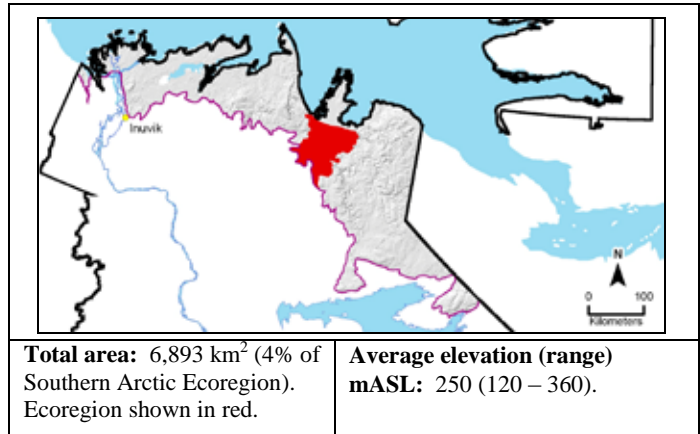 Inuvik
N
0 100
Kilometers
Total area: 6,893 km² (4% of
Southern Arctic Ecoregion).
Ecoregion shown in red.
Average elevation (range)
mASL: 250 (120 – 360).